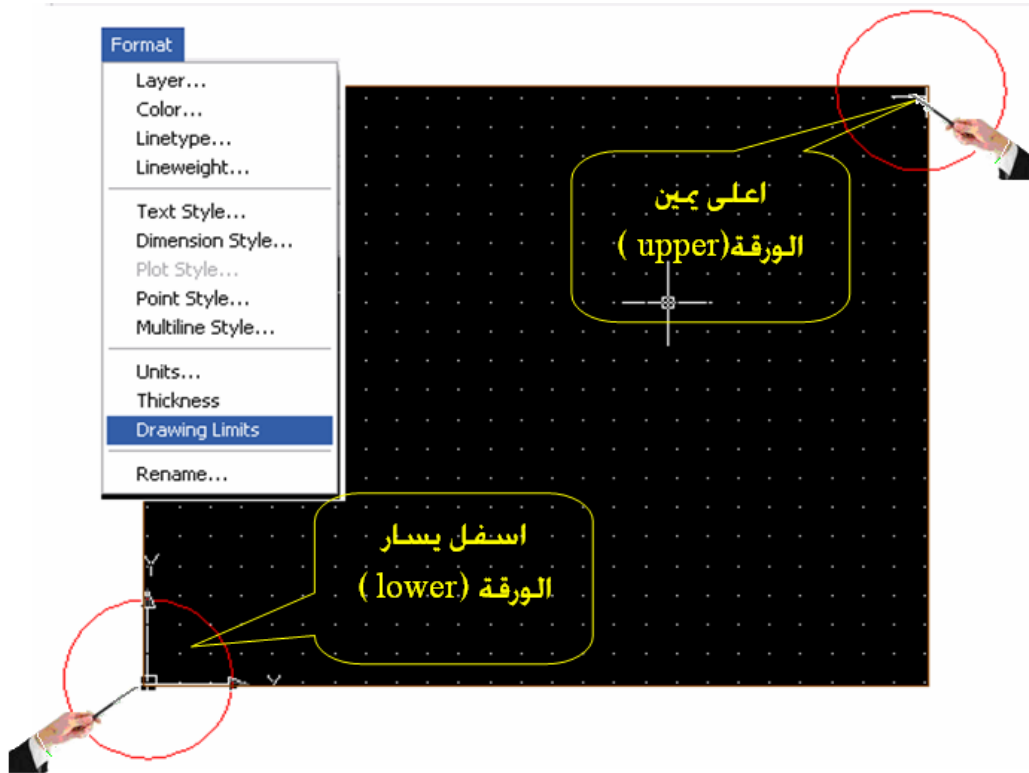 Format
Layer...
Color...
Linetype...
Lineweight...
Text Style...
Dimension Style...
Plot Style...
Point Style...
Multiline Style...
Units...
Thickness
Drawing Limits
Rename...
اعلى يمين
الورقة(upper )
اسفل يسار
الورقة (lower )
Y
X